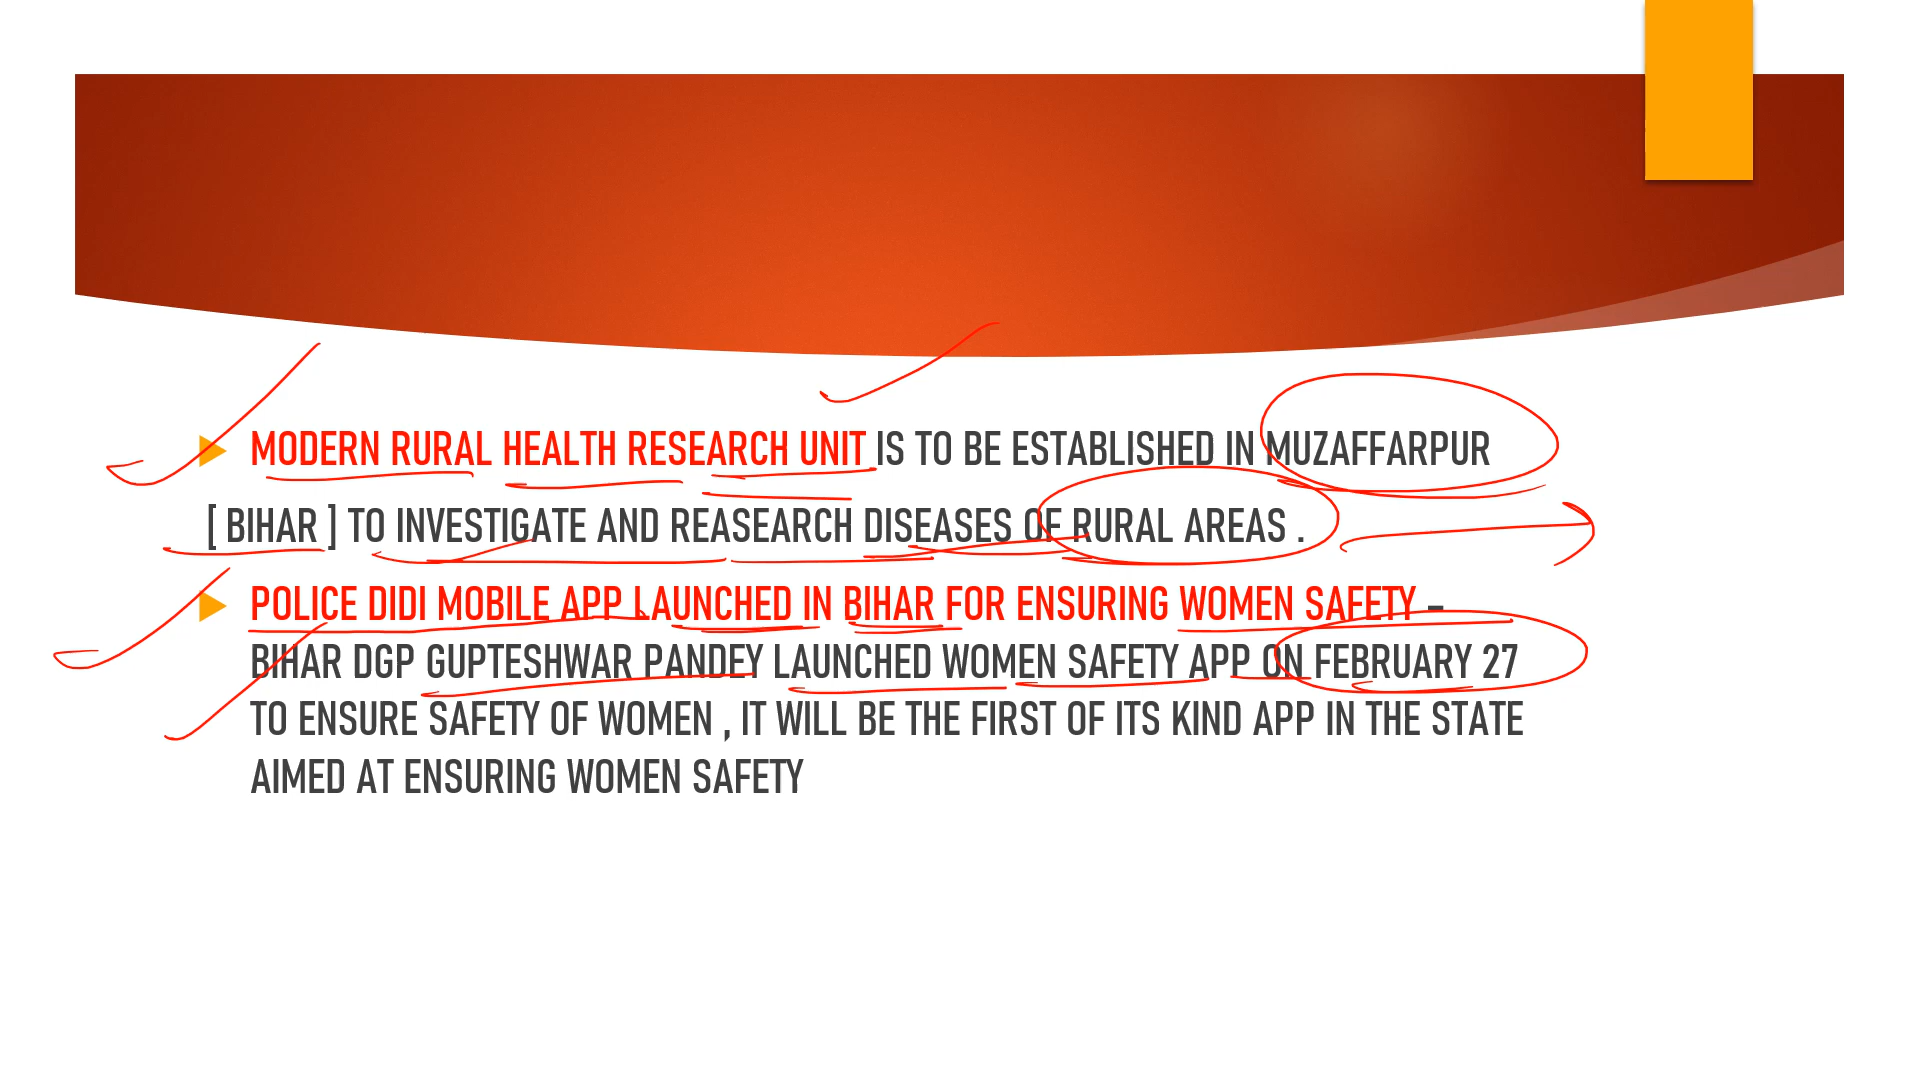 MODERN RURAL HEALTH RESEARCH UNIT IS TO BE ESTABLISHED IN MUZAFFARPUR
[ BIHAR ] TO INVESTIGATE AND REASEARCH DISEASES OF RURAL AREAS .
POLICE DIDI MOBILE APP LAUNCHED IN BIHAR FOR ENSURING WOMEN SAFETY –
BIHAR DGP GUPTESHWAR PANDEY LAUNCHED WOMEN SAFETY APP ON FEBRUARY 27
TO ENSURE SAFETY OF WOMEN , IT WILL BE THE FIRST OF ITS KIND APP IN THE STATE
AIMED AT ENSURING WOMEN SAFETY